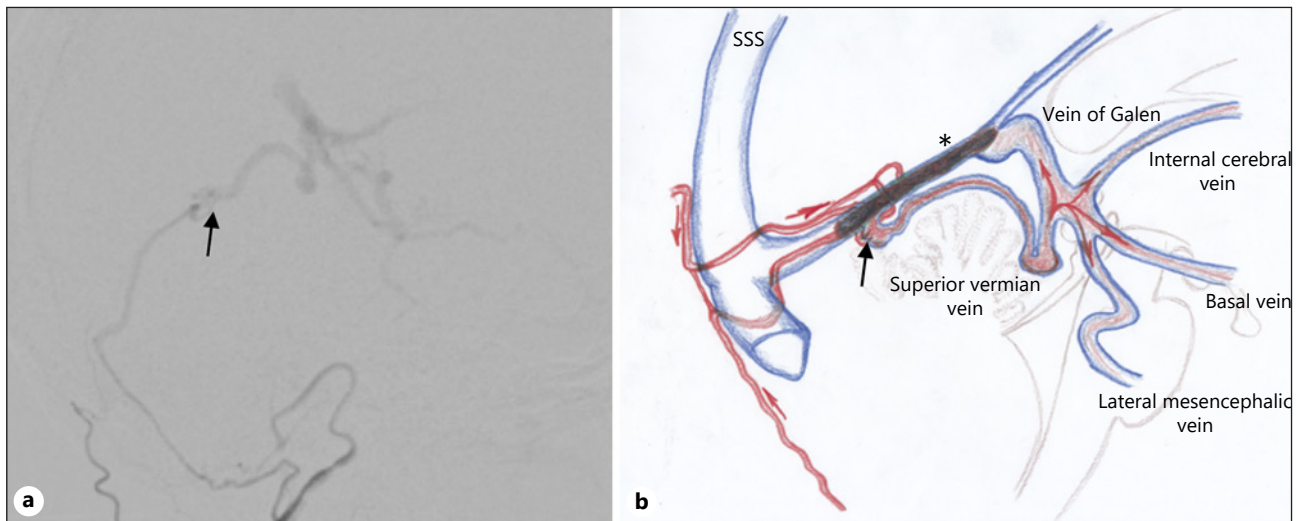 a
SSS
*
Vein of Galen
Internal cerebral
vein
Superior vermian
vein
Basal vein
Lateral mesencephalic
vein
b